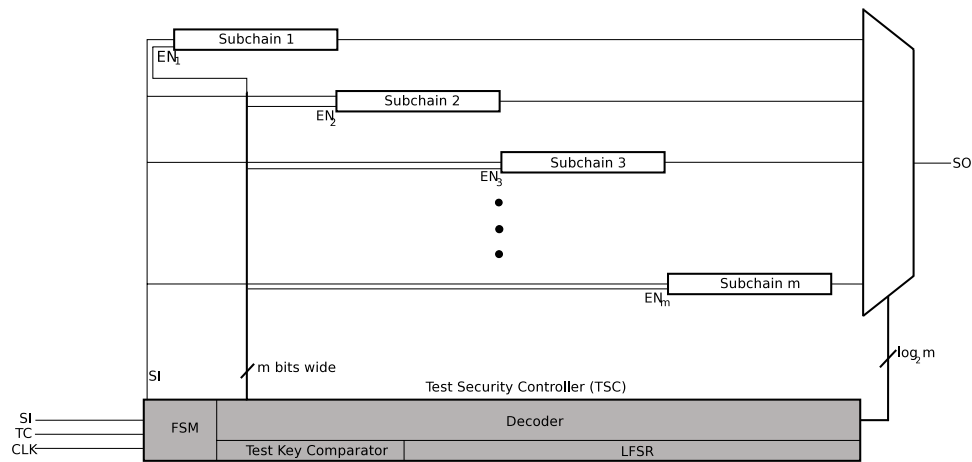 Subchain 1
EN1
Subchain 2
EN2
Subchain 3
SO
EN3
Subchain m
ENm
log2m
m bits wide
SI
Test Security Controller (TSC)
SI
TC
CLK
FSM
Decoder
Test Key Comparator
LFSR